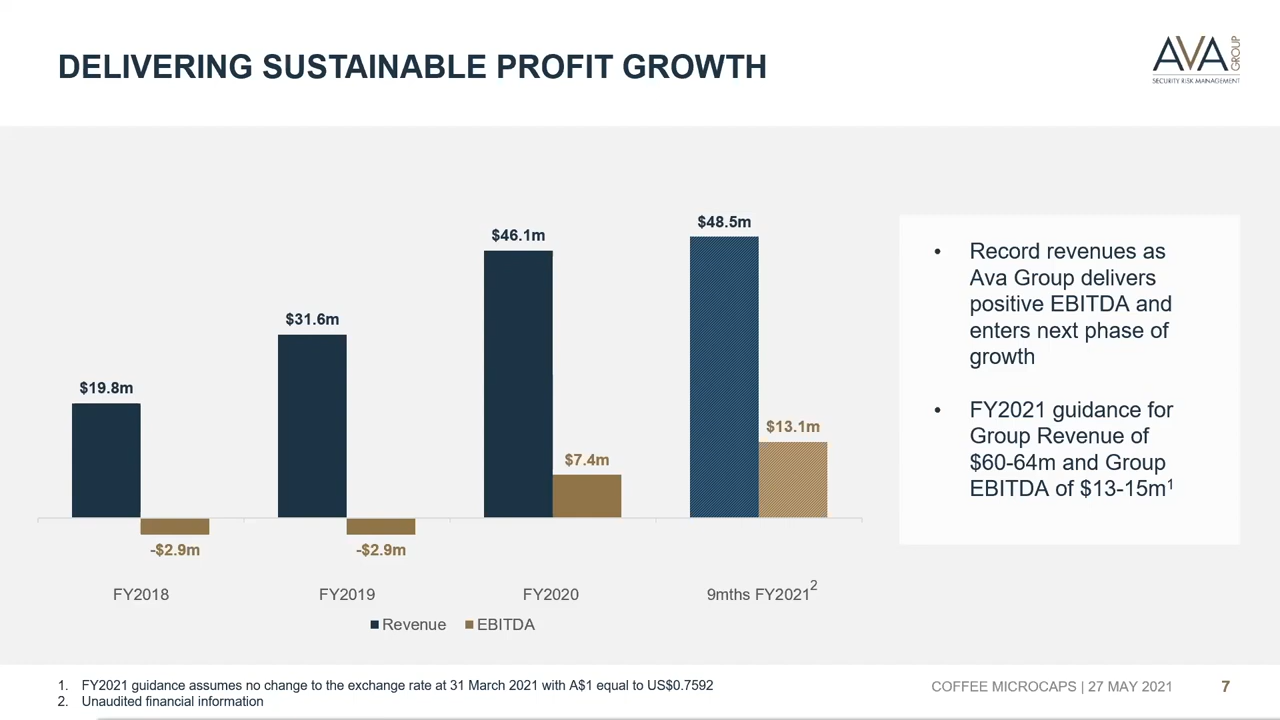 DELIVERING SUSTAINABLE PROFIT GROWTH
AVA GROUP
SECURITY RISK MANAGEMENT
$19.8m
-$2.9m
$31.6m
-$2.9m
$46.1m
$7.4m
$48.5m
$13.1m
FY2018
FY2019
FY2020
9mths FY2021²
Revenue
EBITDA
• Record revenues as
Ava Group delivers
positive EBITDA and
enters next phase of
growth
• FY2021 guidance for
Group Revenue of
$60-64m and Group
EBITDA of $13-15m¹
1. FY2021 guidance assumes no change to the exchange rate at 31 March 2021 with A$1 equal to US$0.7592
2. Unaudited financial information
COFFEE MICROCAPS | 27 MAY 2021
7